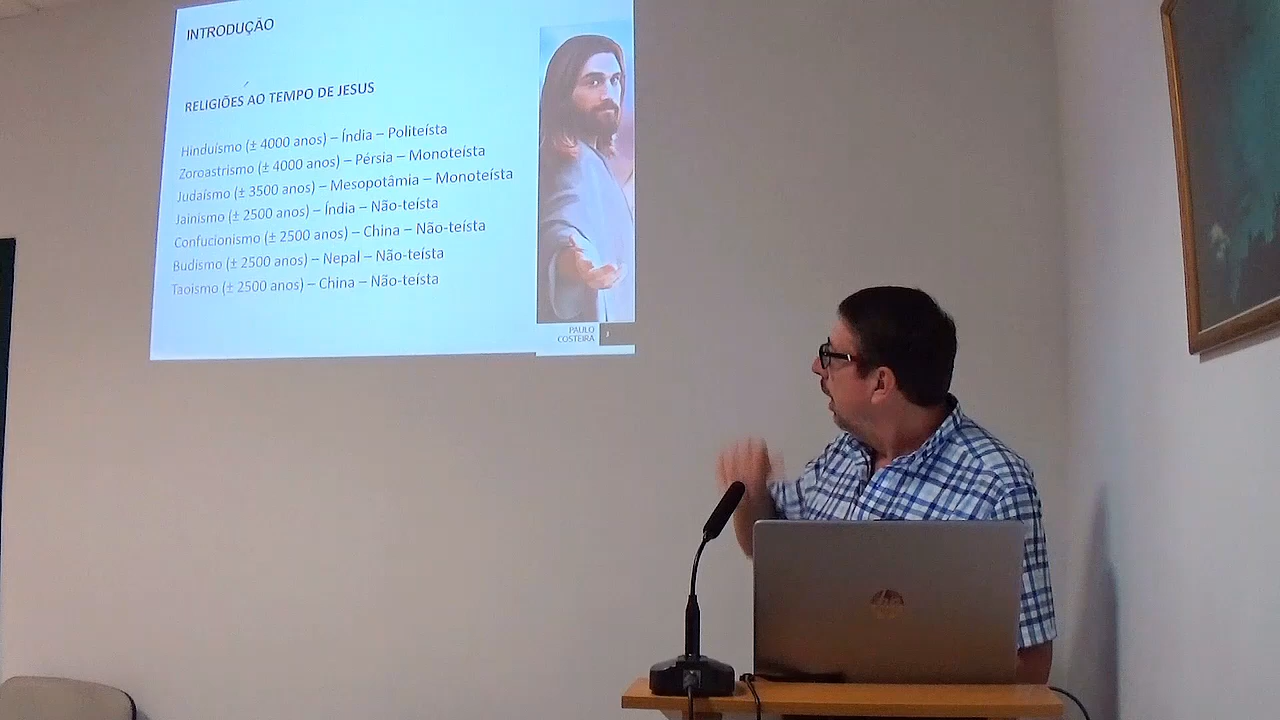 INTRODUÇÃO
RELIGIÕES AO TEMPO DE JESUS
Hinduísmo (± 4000 anos) – Índia – Politeísta
Zoroastrismo (± 4000 anos) – Pérsia – Monoteísta
Judaísmo (± 3500 anos) – Mesopotâmia – Monoteísta
Jainismo (± 2500 anos) – Índia – Não-teísta
Confucionismo (± 2500 anos) – China – Não-teísta
Budismo (± 2500 anos) – Nepal – Não-teísta
Taoismo (± 2500 anos) – China – Não-teísta
PAULO
COSTEIRA
hp